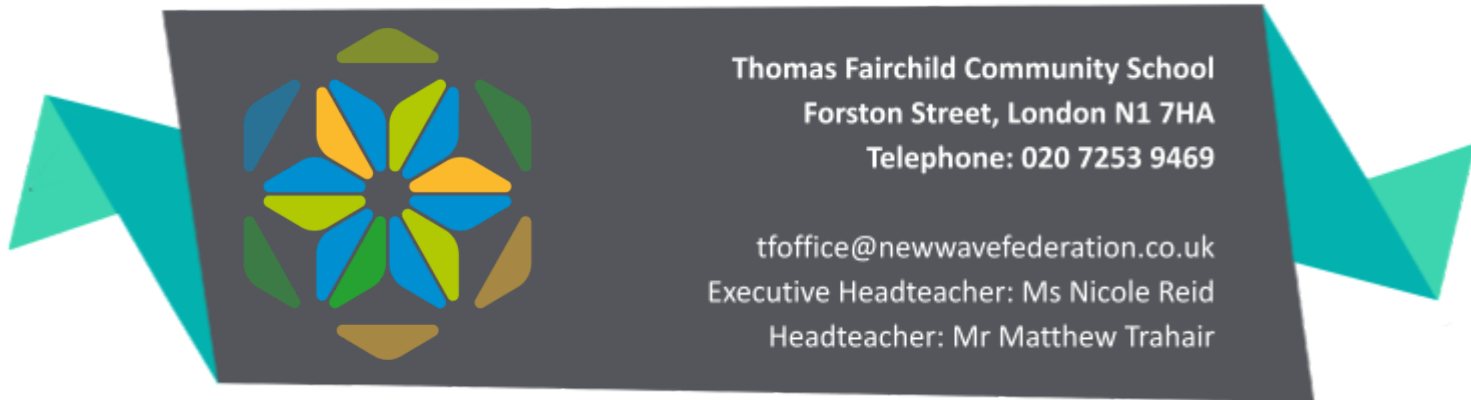 Thomas Fairchild Community School
Forston Street, London N1 7HA
Telephone: 020 7253 9469
tfoffice@newwavefederation.co.uk
Executive Headteacher: Ms Nicole Reid
Headteacher: Mr Matthew Trahair